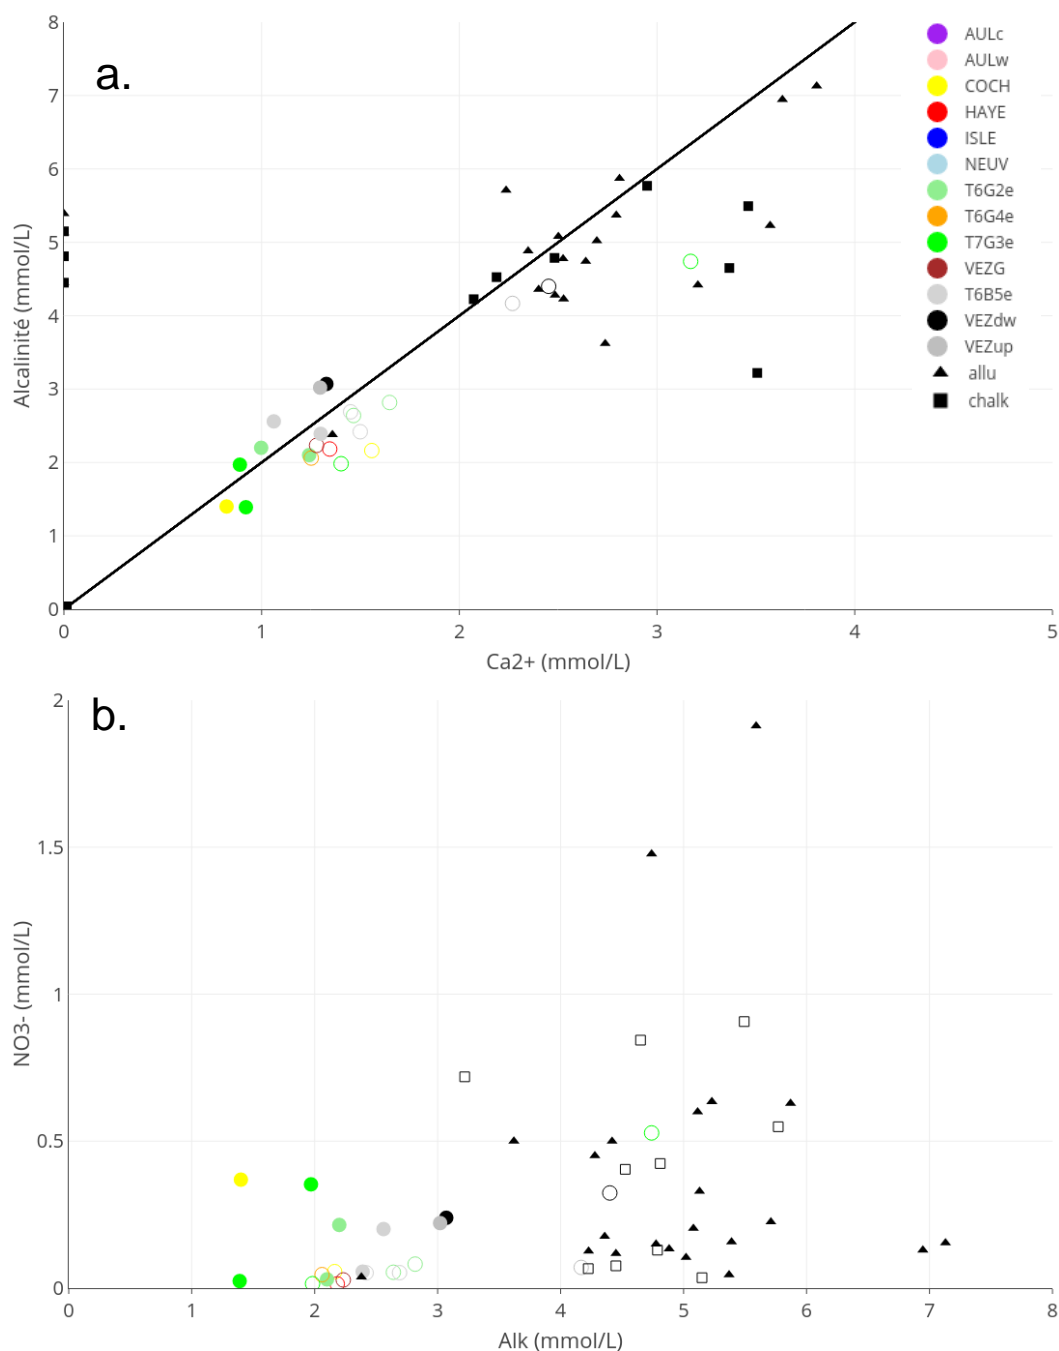 a.
8
7
6
5
4
3
2
1
0
Alcalinité (mmol/L)
0 1 2 3 4 5
Ca2+ (mmol/L)
AULc
AULw
COCH
HAYE
ISLE
NEUV
T6G2e
T6G4e
T7G3e
VEZG
T6B5e
VEZdw
VEZup
allu
chalk
b.
2
1.5
1
0.5
0
NO3- (mmol/L)
0 1 2 3 4 5 6 7 8
Alk (mmol/L)